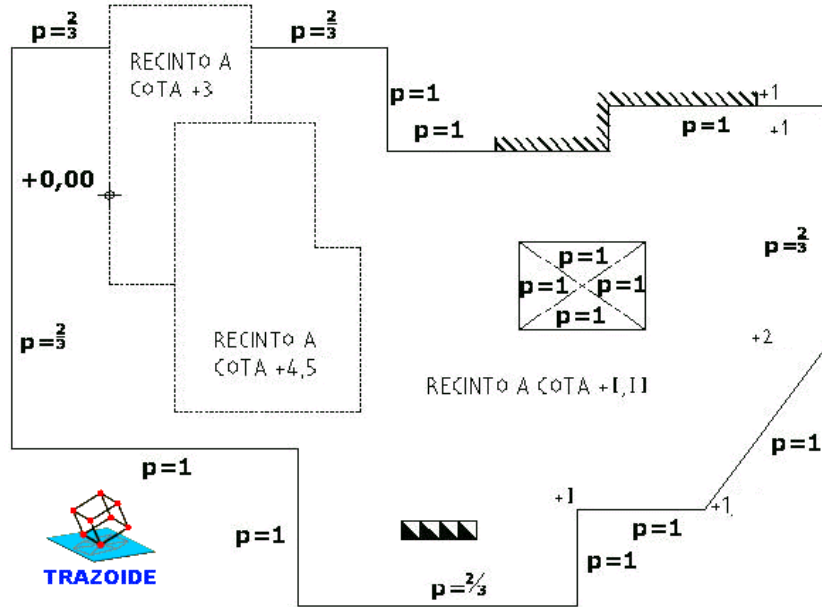 p=2/3
p=2/3
RECINTO A
COTA +3
p=1
+1
p=1
p=1
+1
+0,00
p=2/3
p=1
p=1
p=1
p=1
p=2/3
+2
RECINTO A
COTA +4,5
RECINTO A COTA
p=1
p=1
+1
p=1
p=1
p=1
TRAZOIDE
p=2/3